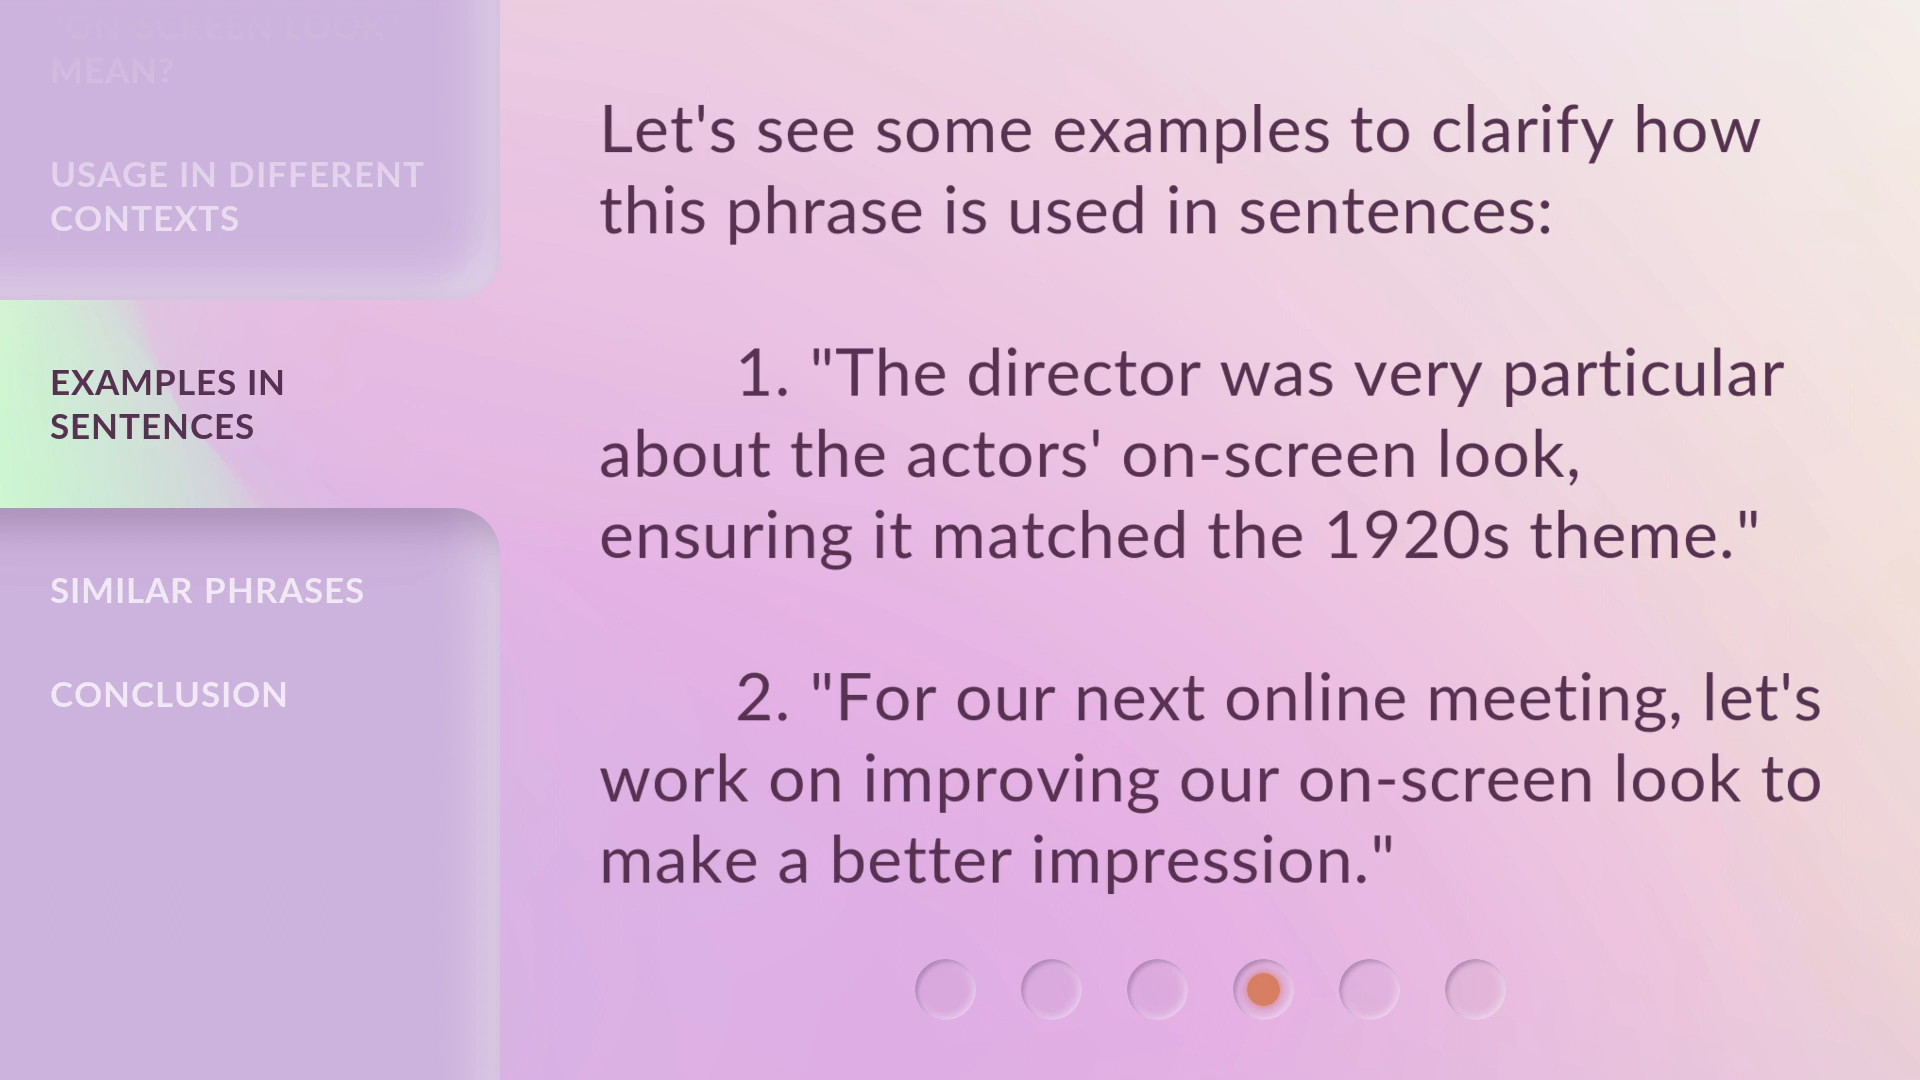 "ON-SCREEN LOOK
MEAN?
USAGE IN DIFFERENT
CONTEXTS
EXAMPLES IN
SENTENCES
SIMILAR PHRASES
CONCLUSION
Let's see some examples to clarify how
this phrase is used in sentences:
1. "The director was very particular
about the actors' on-screen look,
ensuring it matched the 1920s theme."
2. "For our next online meeting, let's
work on improving our on-screen look to
make a better impression."